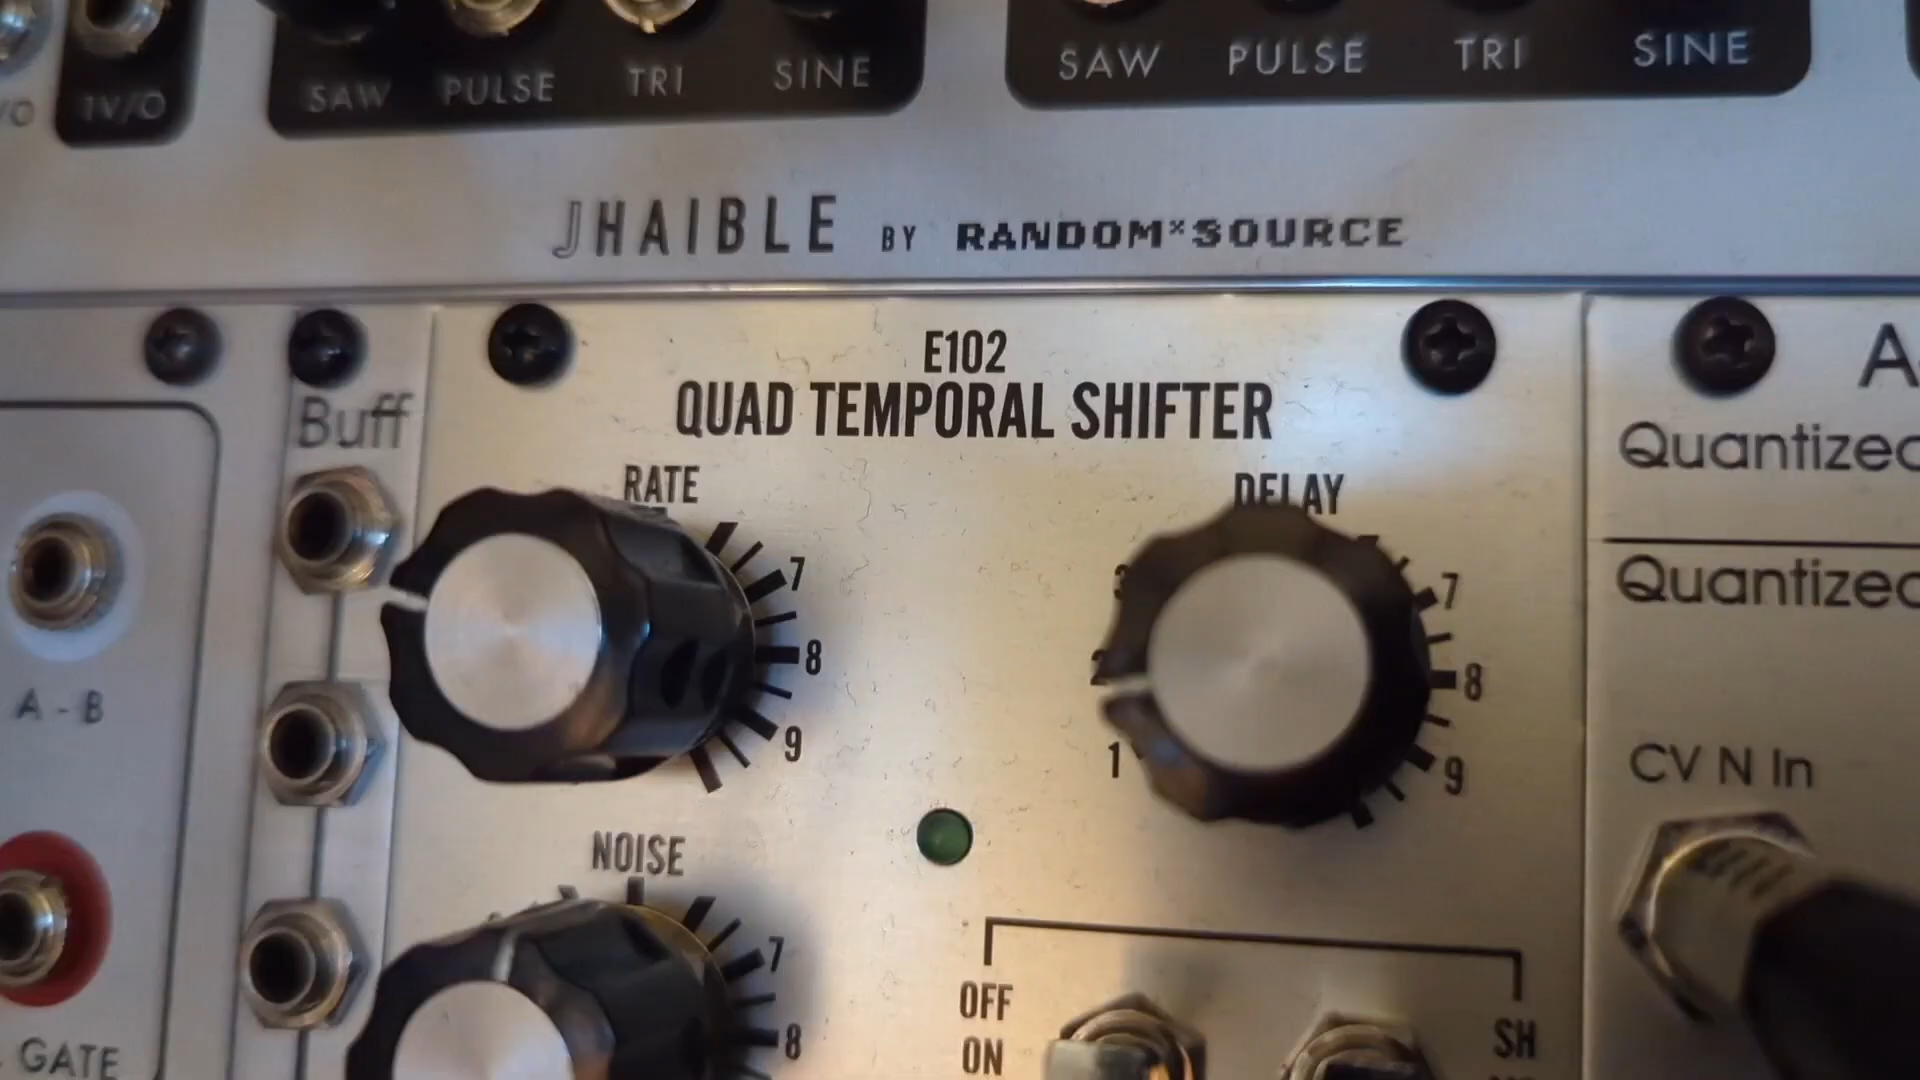 1V/O SAW PULSE TRI SINE SAW PULSE TRI SINE
JHAIBLE BY RANDOM*SOURCE
E102
QUAD TEMPORAL SHIFTER
Buff
RATE
7
8
9
DELAY
3
2
1
7
8
9
NOISE
7
8
OFF
ON
SH
A - B
GATE
Quantized
Quantized
CV N In